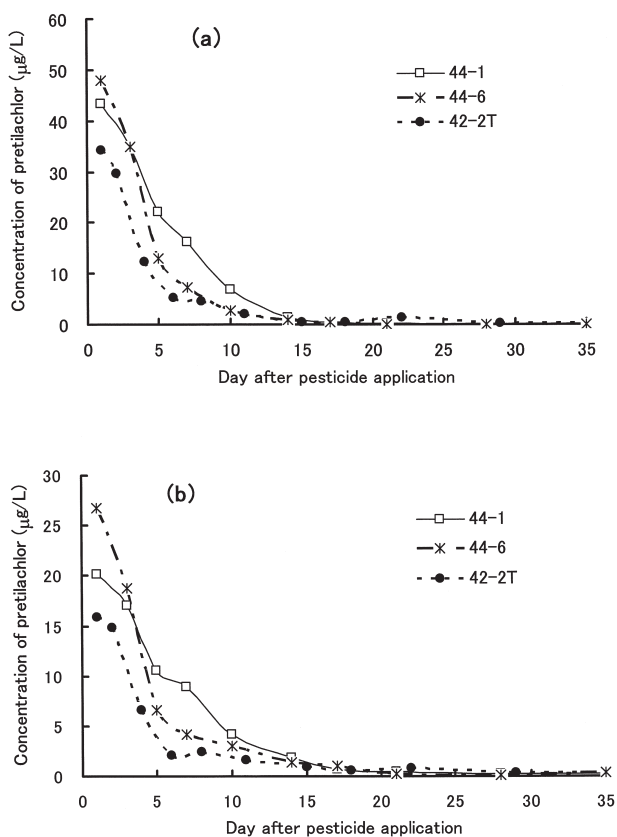 (a)
Concentration of pretilachlor (μg/L)
60
50
40
30
20
10
0
44-1
44-6
42-2T
0 5 10 15 20 25 30 35
Day after pesticide application
(b)
Concentration of pretilachlor (μg/L)
30
25
20
15
10
5
0
44-1
44-6
42-2T
0 5 10 15 20 25 30 35
Day after pesticide application